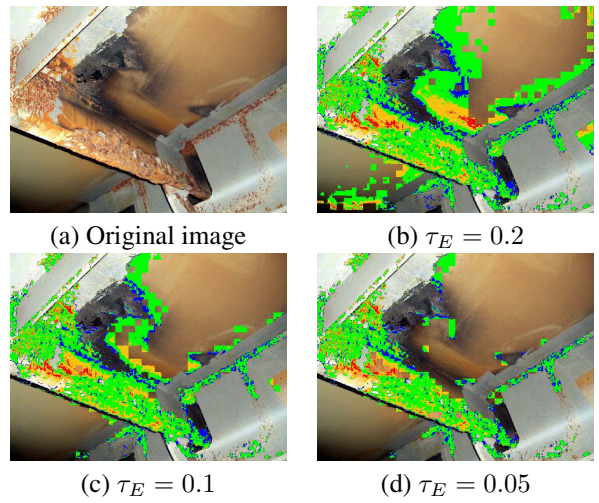 (a) Original image
(b) τ_E = 0.2
(c) τ_E = 0.1
(d) τ_E = 0.05